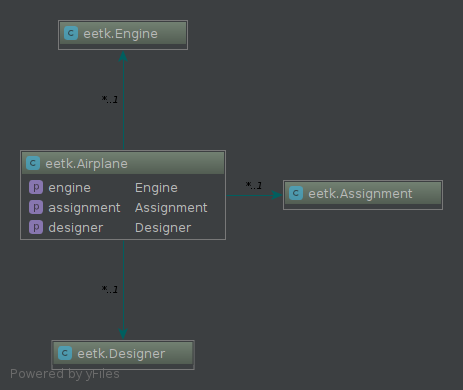 C eetk.Engine
*..1
C eetk.Airplane
p engine Engine
p assignment Assignment
p designer Designer
*..1
C eetk.Assignment
*..1
C eetk.Designer
Powered by yFiles